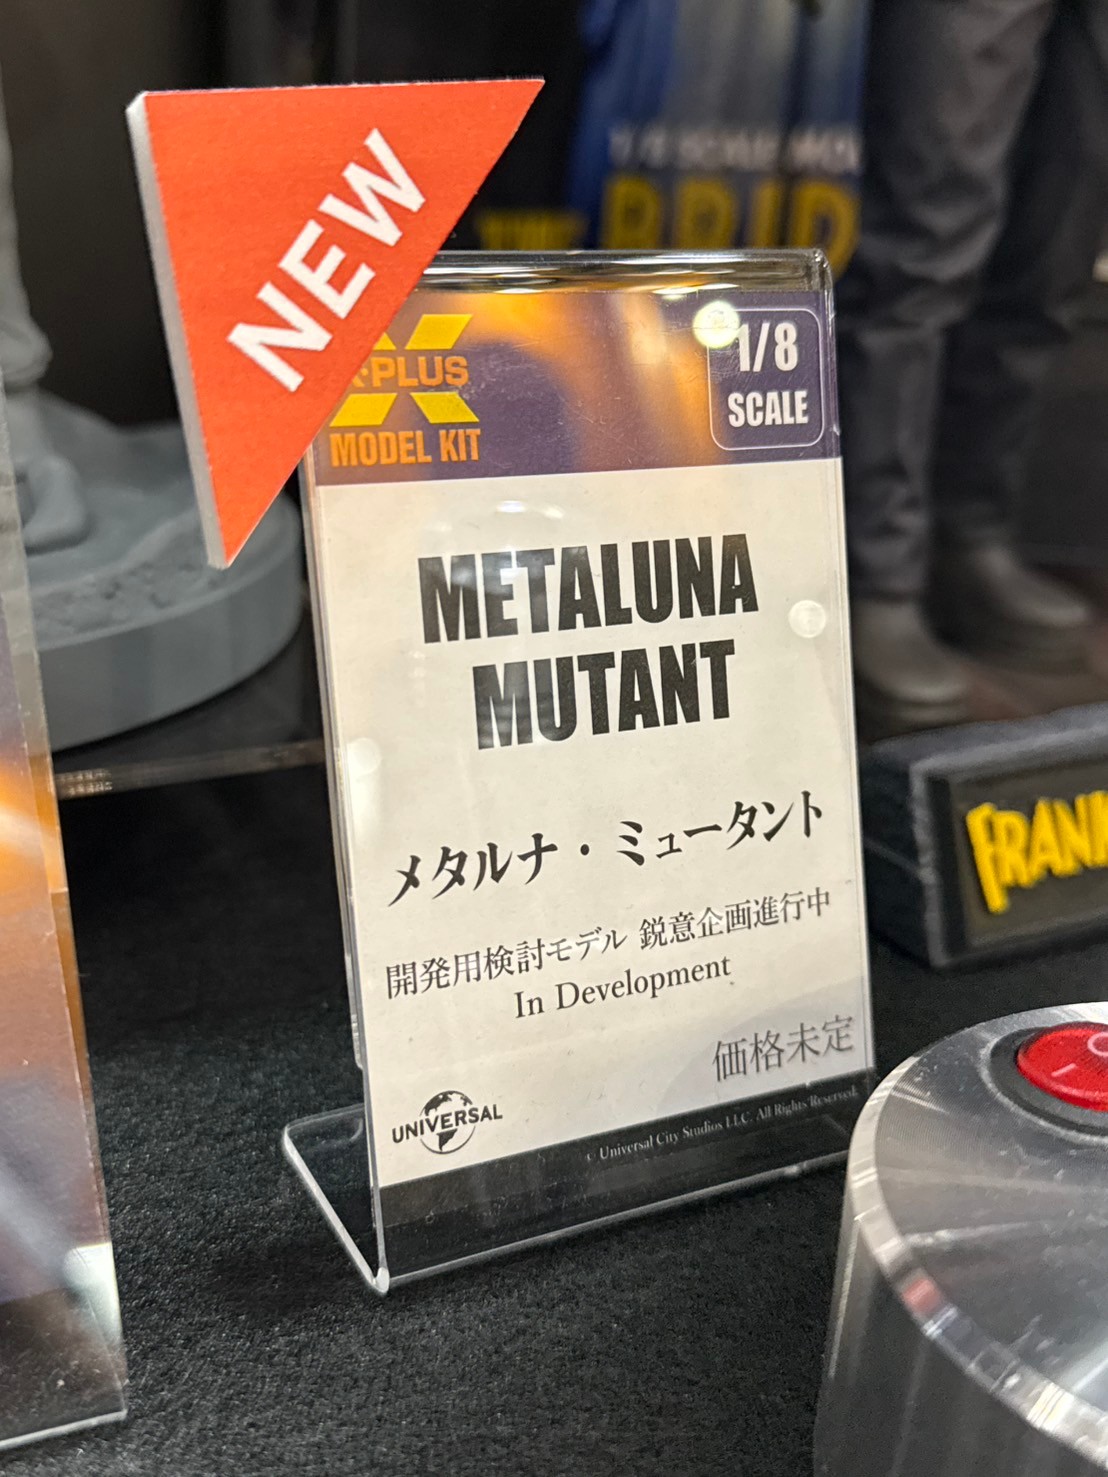 NEW
X-PLUS
MODEL KIT
1/8
SCALE
METALUNA
MUTANT
メタルナ・ミュータント
開発用検討モデル 鋭意企画進行中
In Development
価格未定
UNIVERSAL
© Universal City Studios LLC. All Rights Reserved.
BRID
FRAN